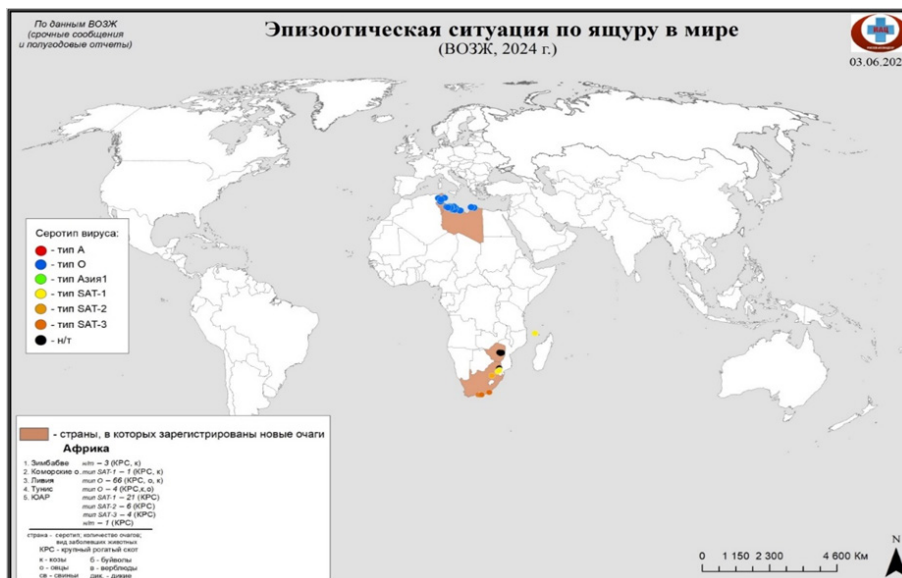 По данным ВОЗЖ
(срочные сообщения
и полугодовые отчеты)
Эпизоотическая ситуация по ящуру в мире
(ВОЗЖ, 2024 г.)
ИАЦ
03.06.202
Серотип вируса:
- тип А
- тип О
- тип Азия1
- тип SAT-1
- тип SAT-2
- тип SAT-3
- н/т
- страны, в которых зарегистрированы новые очаги
Африка
1. Зимбабве н/т – 3 (КРС, к)
2. Коморские о. тип SAT-1 – 1 (КРС, к)
3. Ливия тип О – 66 (КРС, о, к)
4. Тунис тип О – 4 (КРС,к,о)
5. ЮАР тип SAT-1 – 21 (КРС)
тип SAT-2 – 6 (КРС)
тип SAT-3 – 4 (КРС)
н/т – 1 (КРС)
страна - серотип; количество очагов;
вид заболевших животных
КРС - крупный рогатый скот
к - козы б - буйволы
о - овцы в - верблюды
св - свиньи дик. - дикие
0 1 150 2 300 4 600 Км
N